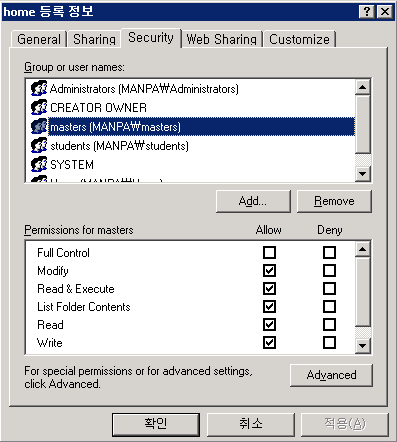 home 등록 정보
General Sharing Security Web Sharing Customize
Group or user names:
Administrators (MANPA₩Administrators)
CREATOR OWNER
masters (MANPA₩masters)
students (MANPA₩students)
SYSTEM
Add... Remove
Permissions for masters Allow Deny
Full Control
Modify
Read & Execute
List Folder Contents
Read
Write
For special permissions or for advanced settings,
click Advanced.
Advanced
확인 취소 적용(A)